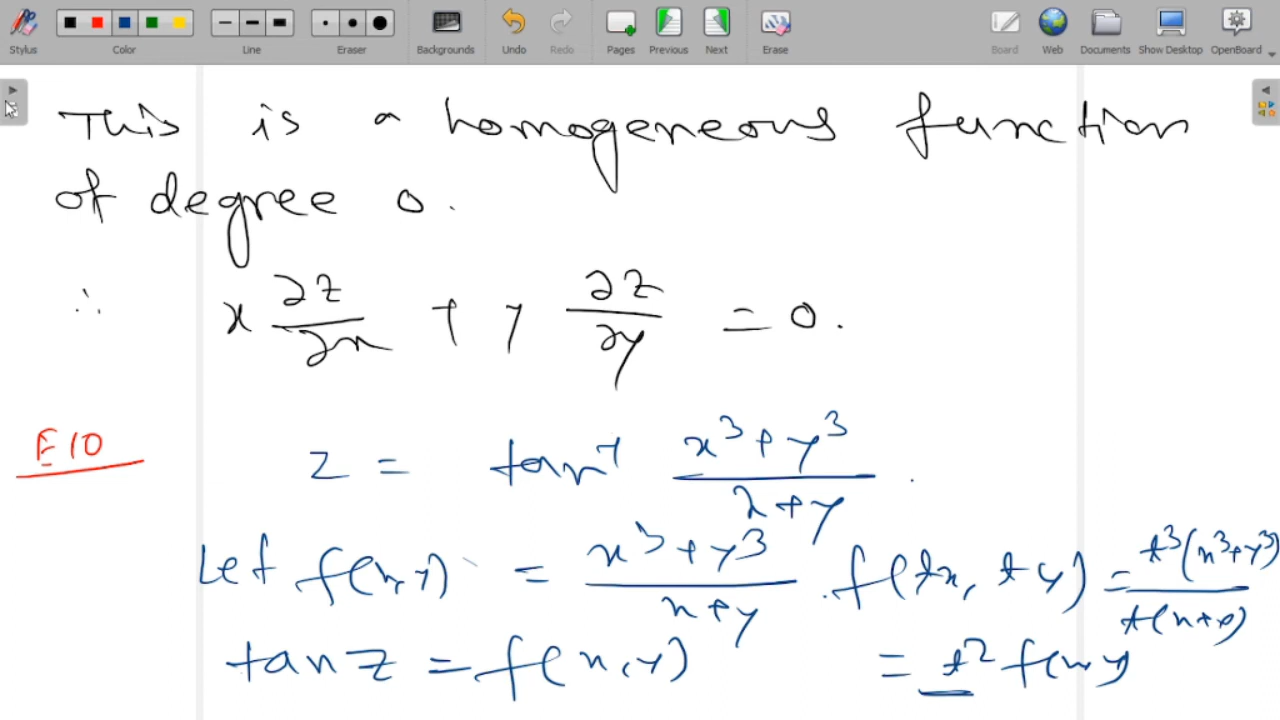 Stylus Color Line Eraser Backgrounds Undo Redo Pages Previous Next Erase Board Web Documents Show Desktop OpenBoard
This is a homogeneous function
of degree 0.
∴ x ∂z/∂x + y ∂z/∂y = 0.
E10 z = tan⁻¹ (x³+y³)/(x+y).
Let f(x,y) = (x³+y³)/(x+y). f(tx, ty) = t³(x³+y³)/t(x+y)
tan z = f(x,y) = t² f(x,y)